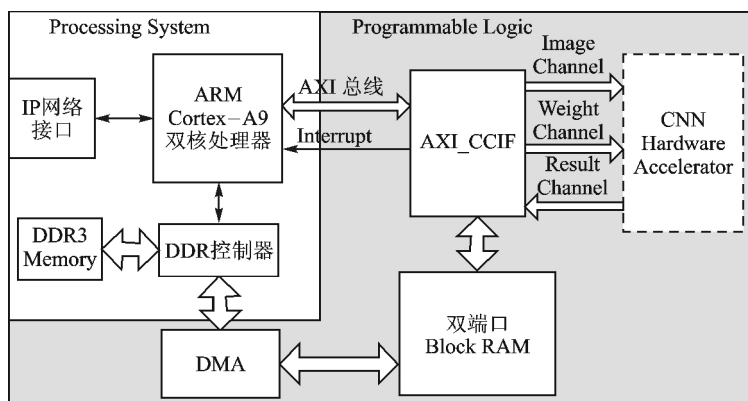 Processing System
Programmable Logic
IP网络
接口
ARM
Cortex-A9
双核处理器
AXI 总线
Interrupt
AXI_CCIF
Image
Channel
Weight
Channel
Result
Channel
CNN
Hardware
Accelerator
DDR3
Memory
DDR控制器
DMA
双端口
Block RAM